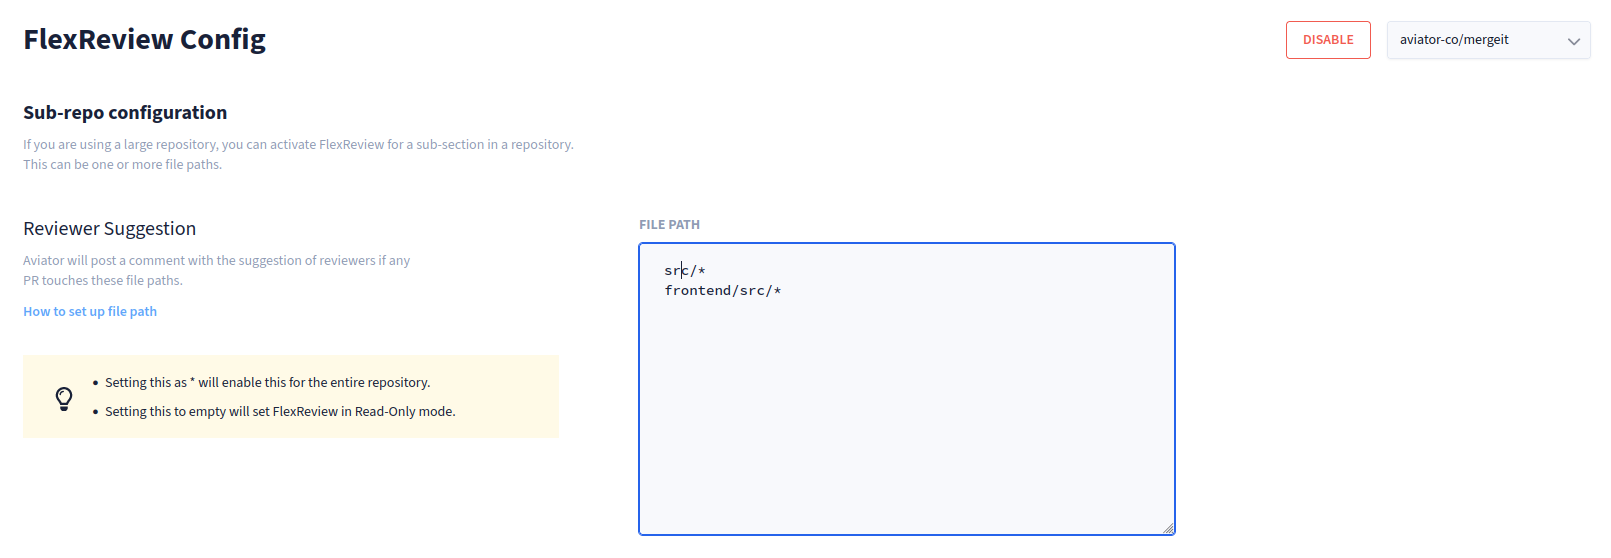 FlexReview Config
DISABLE
aviator-co/mergeit
Sub-repo configuration
If you are using a large repository, you can activate FlexReview for a sub-section in a repository.
This can be one or more file paths.
Reviewer Suggestion
Aviator will post a comment with the suggestion of reviewers if any
PR touches these file paths.
How to set up file path
• Setting this as * will enable this for the entire repository.
• Setting this to empty will set FlexReview in Read-Only mode.
FILE PATH
src/*
frontend/src/*